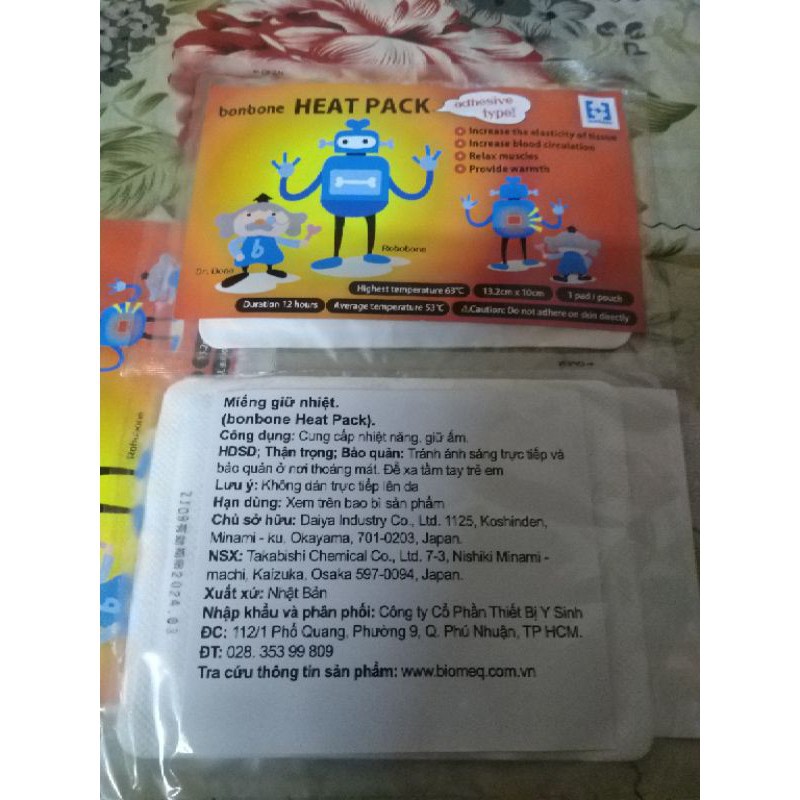 bonbone HEAT PACK
adhesive
type!
Increase the elasticity of tissue
Increase blood circulation
Relax muscles
Provide warmth
b
Dr. Bone
Robobone
Highest temperature 63℃
13.2cm x 10cm
1 pad / pouch
Duration 12 hours
Average temperature 53℃
⚠Caution: Do not adhere on skin directly
Robobone
Miếng giữ nhiệt.
(bonbone Heat Pack).
Công dụng: Cung cấp nhiệt năng, giữ ấm.
HDSD; Thận trọng; Bảo quản: Tránh ánh sáng trực tiếp và
bảo quản ở nơi thoáng mát. Để xa tầm tay trẻ em
Lưu ý: Không dán trực tiếp lên da
Hạn dùng: Xem trên bao bì sản phẩm
Chủ sở hữu: Daiya Industry Co., Ltd. 1125, Koshinden,
Minami - ku, Okayama, 701-0203, Japan.
NSX: Takabishi Chemical Co., Ltd. 7-3, Nishiki Minami -
machi, Kaizuka, Osaka 597-0094, Japan.
Xuất xứ: Nhật Bản
Nhập khẩu và phân phối: Công ty Cổ Phần Thiết Bị Y Sinh
ĐC: 112/1 Phổ Quang, Phường 9, Q. Phú Nhuận, TP HCM.
ĐT: 028. 353 99 809
Tra cứu thông tin sản phẩm: www.biomeq.com.vn